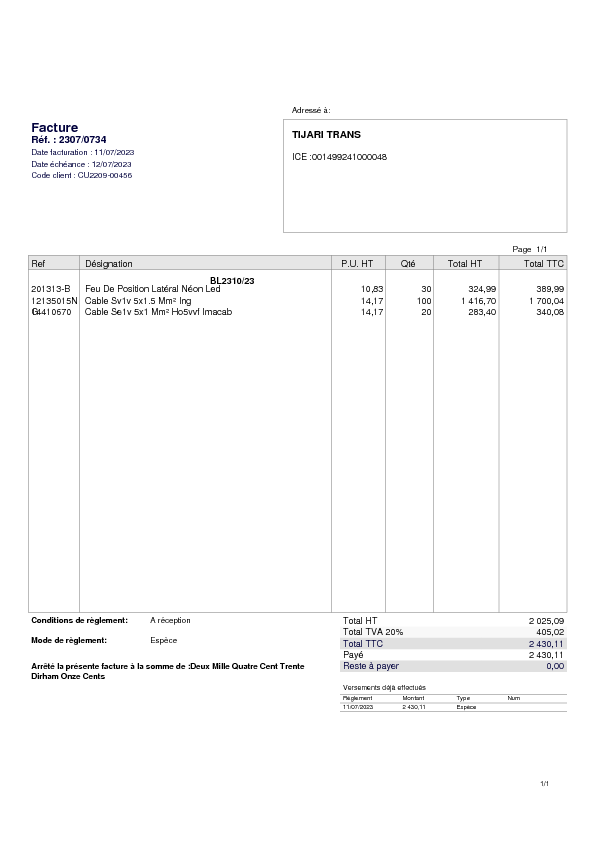 Adressé à:
Facture
Réf. : 2307/0734
Date facturation : 11/07/2023
Date échéance : 12/07/2023
Code client : CU2209-00456
TIJARI TRANS
ICE :001499241000048
Page 1/1
Ref Désignation P.U. HT Qté Total HT Total TTC
BL2310/23
201313-B Feu De Position Latéral Néon Led 10,83 30 324,99 389,99
12135015N Cable Sv1v 5x1.5 Mm² Ing 14,17 100 1 416,70 1 700,04
G4410570 Cable Se1v 5x1 Mm² Ho5vvf Imacab 14,17 20 283,40 340,08
Conditions de règlement: A réception
Mode de règlement: Espèce
Arrêté la présente facture à la somme de :Deux Mille Quatre Cent Trente
Dirham Onze Cents
Total HT 2 025,09
Total TVA 20% 405,02
Total TTC 2 430,11
Payé 2 430,11
Reste à payer 0,00
Versements déjà effectués
Règlement Montant Type Num
11/07/2023 2 430,11 Espèce
1/1